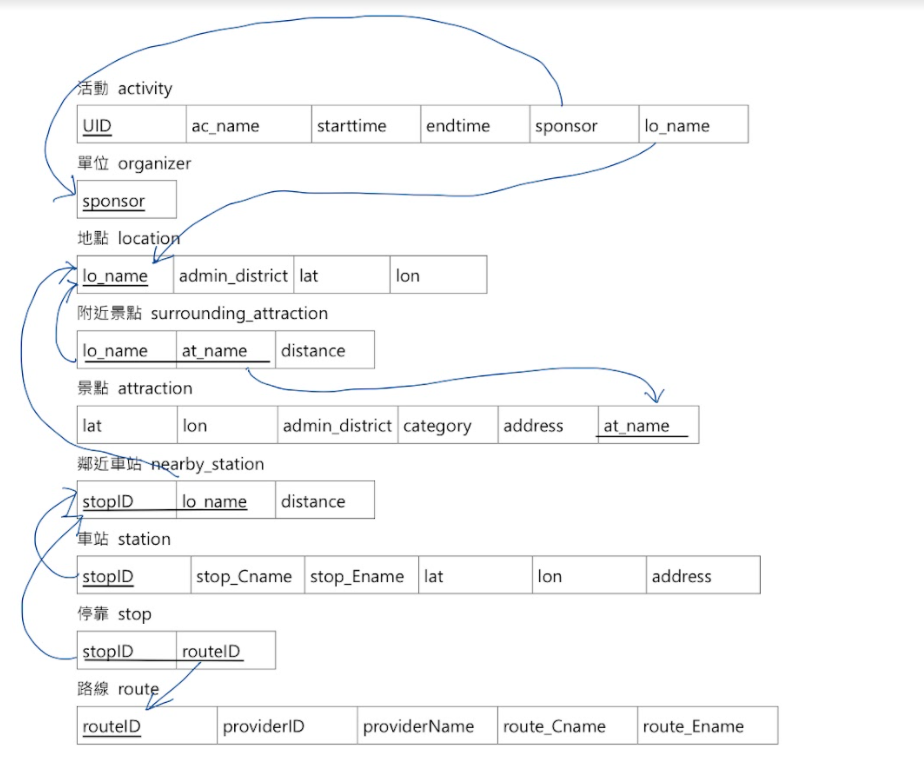 活動 activity
UID ac_name starttime endtime sponsor lo_name
單位 organizer
sponsor
地點 location
lo_name admin_district lat lon
附近景點 surrounding_attraction
lo_name at_name distance
景點 attraction
lat lon admin_district category address at_name
鄰近車站 nearby_station
stopID lo_name distance
車站 station
stopID stop_Cname stop_Ename lat lon address
停靠 stop
stopID routeID
路線 route
routeID providerID providerName route_Cname route_Ename